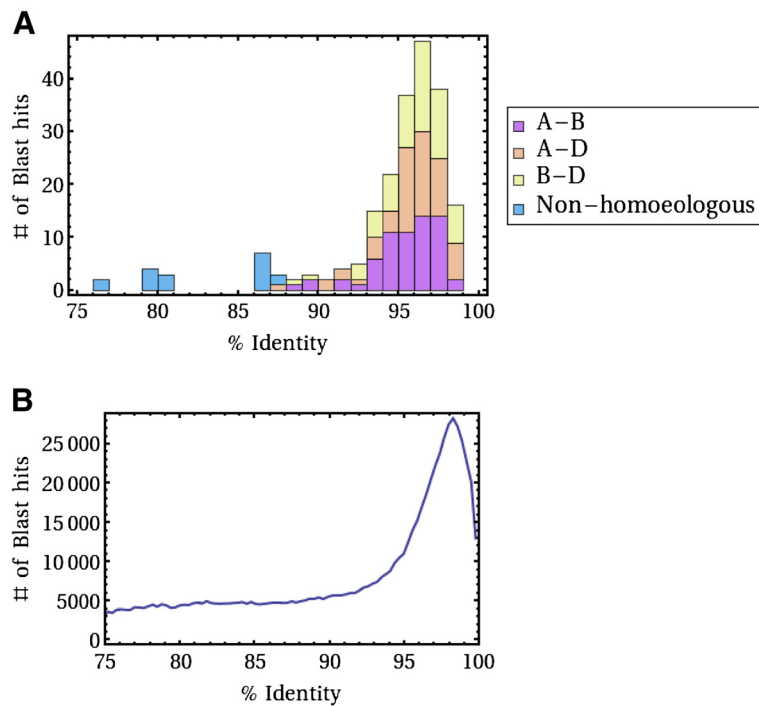 A
# of Blast hits
40
30
20
10
0
75 80 85 90 95 100
% Identity
A-B
A-D
B-D
Non-homoeologous
B
# of Blast hits
25 000
20 000
15 000
10 000
5000
0
75 80 85 90 95 100
% Identity